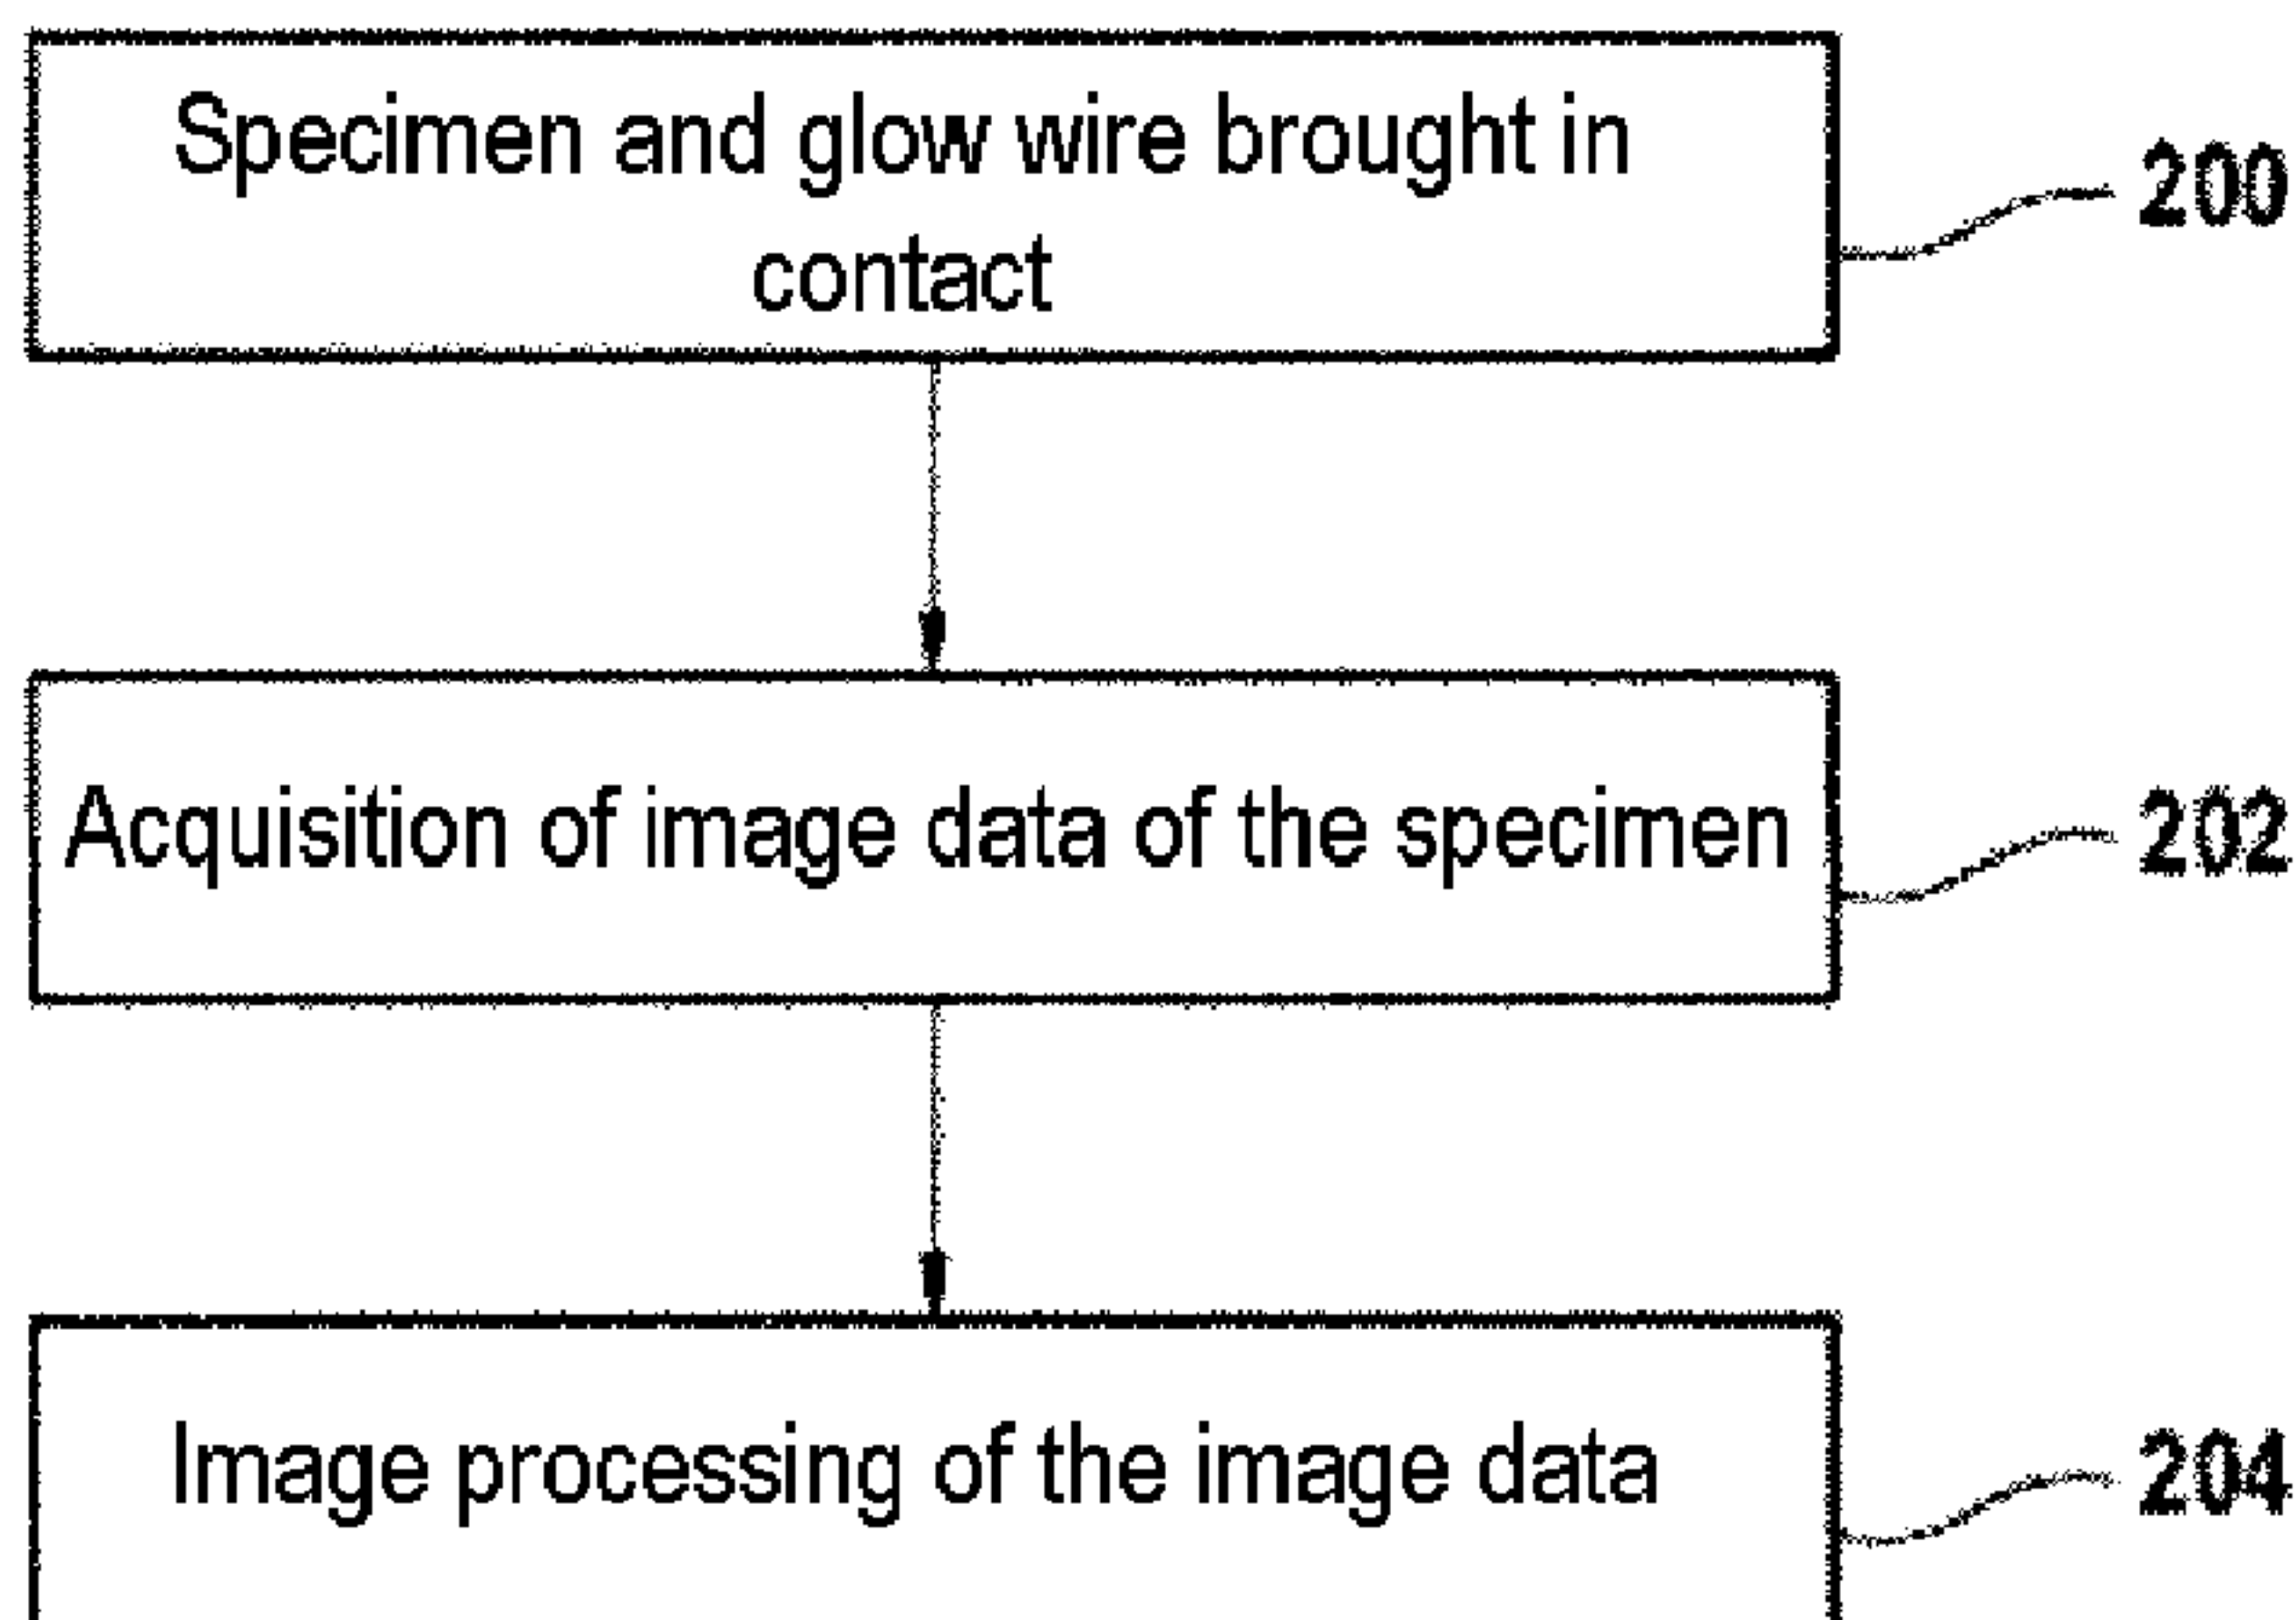 Specimen and glow wire brought in
contact
200
Acquisition of image data of the specimen
202
Image processing of the image data
204